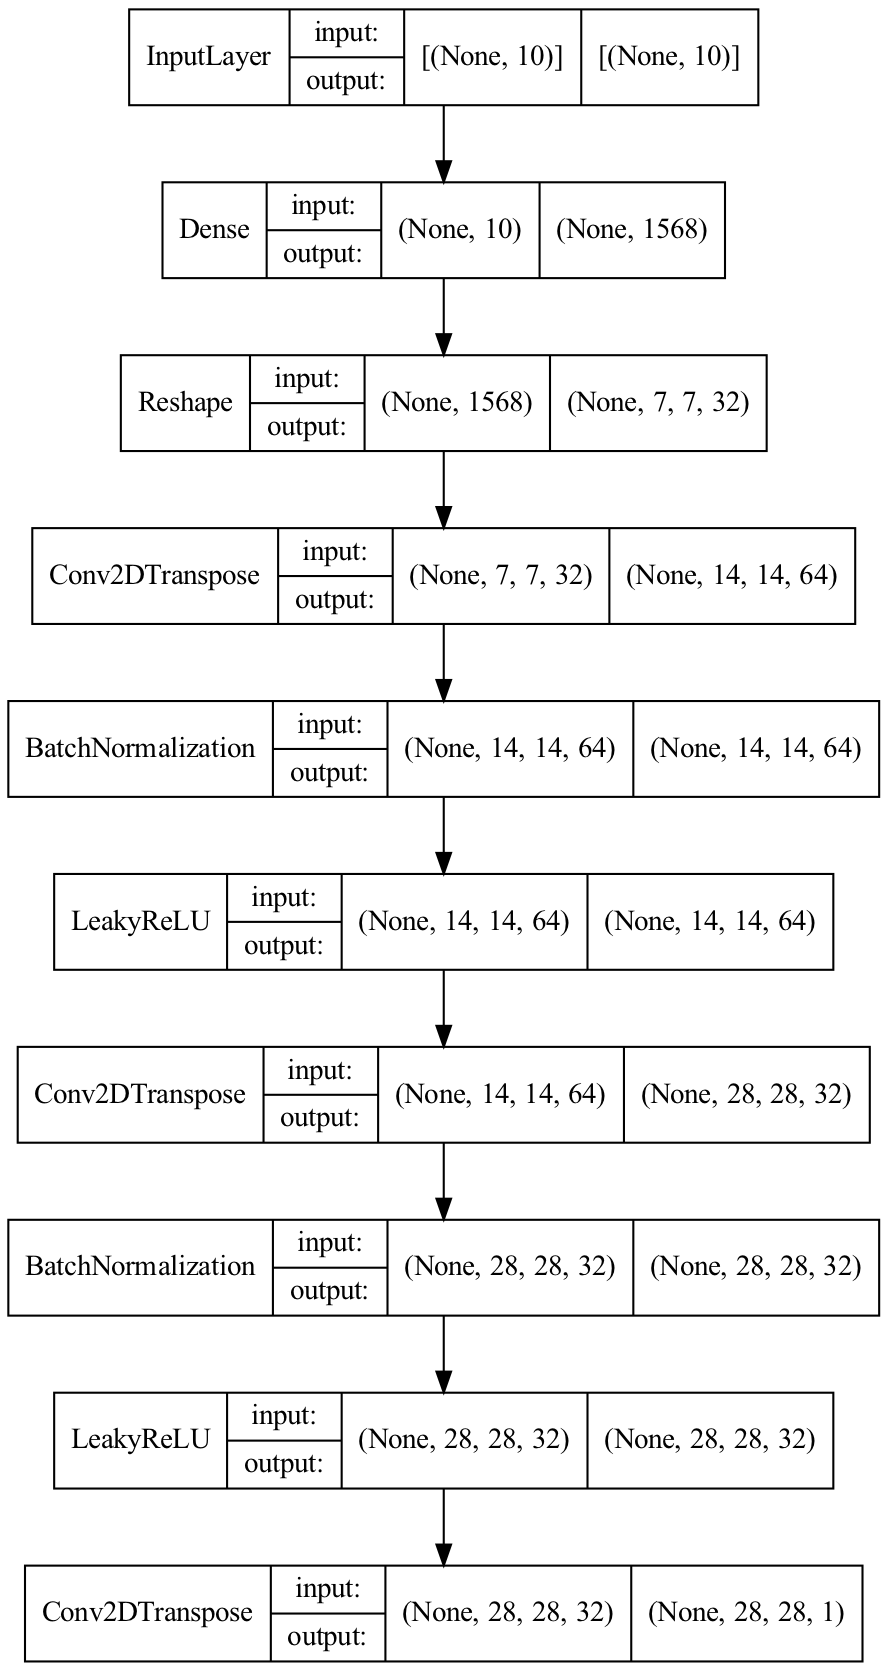 InputLayer input: output: [(None, 10)] [(None, 10)]
Dense input: output: (None, 10) (None, 1568)
Reshape input: output: (None, 1568) (None, 7, 7, 32)
Conv2DTranspose input: output: (None, 7, 7, 32) (None, 14, 14, 64)
BatchNormalization input: output: (None, 14, 14, 64) (None, 14, 14, 64)
LeakyReLU input: output: (None, 14, 14, 64) (None, 14, 14, 64)
Conv2DTranspose input: output: (None, 14, 14, 64) (None, 28, 28, 32)
BatchNormalization input: output: (None, 28, 28, 32) (None, 28, 28, 32)
LeakyReLU input: output: (None, 28, 28, 32) (None, 28, 28, 32)
Conv2DTranspose input: output: (None, 28, 28, 32) (None, 28, 28, 1)